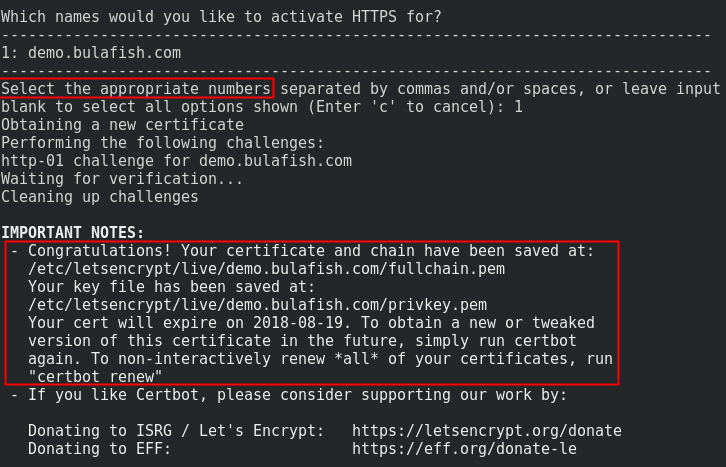 Which names would you like to activate HTTPS for?
-------------------------------------------------------------------------------
1: demo.bulafish.com
-------------------------------------------------------------------------------
Select the appropriate numbers separated by commas and/or spaces, or leave input
blank to select all options shown (Enter 'c' to cancel): 1
Obtaining a new certificate
Performing the following challenges:
http-01 challenge for demo.bulafish.com
Waiting for verification...
Cleaning up challenges
IMPORTANT NOTES:
- Congratulations! Your certificate and chain have been saved at:
/etc/letsencrypt/live/demo.bulafish.com/fullchain.pem
Your key file has been saved at:
/etc/letsencrypt/live/demo.bulafish.com/privkey.pem
Your cert will expire on 2018-08-19. To obtain a new or tweaked
version of this certificate in the future, simply run certbot
again. To non-interactively renew *all* of your certificates, run
"certbot renew"
- If you like Certbot, please consider supporting our work by:
Donating to ISRG / Let's Encrypt:   https://letsencrypt.org/donate
Donating to EFF:                    https://eff.org/donate-le